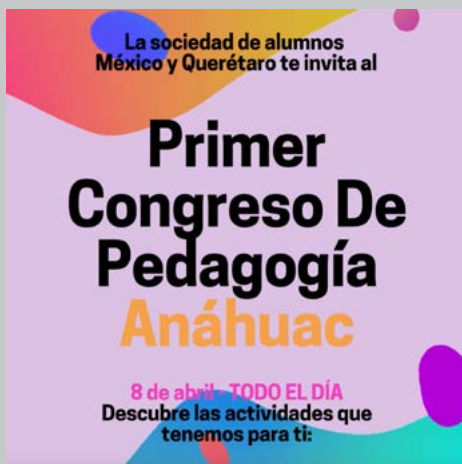 La sociedad de alumnos
México y Querétaro te invita al
Primer
Congreso De
Pedagogía
Anáhuac
8 de abril - TODO EL DÍA
Descubre las actividades que
tenemos para ti: